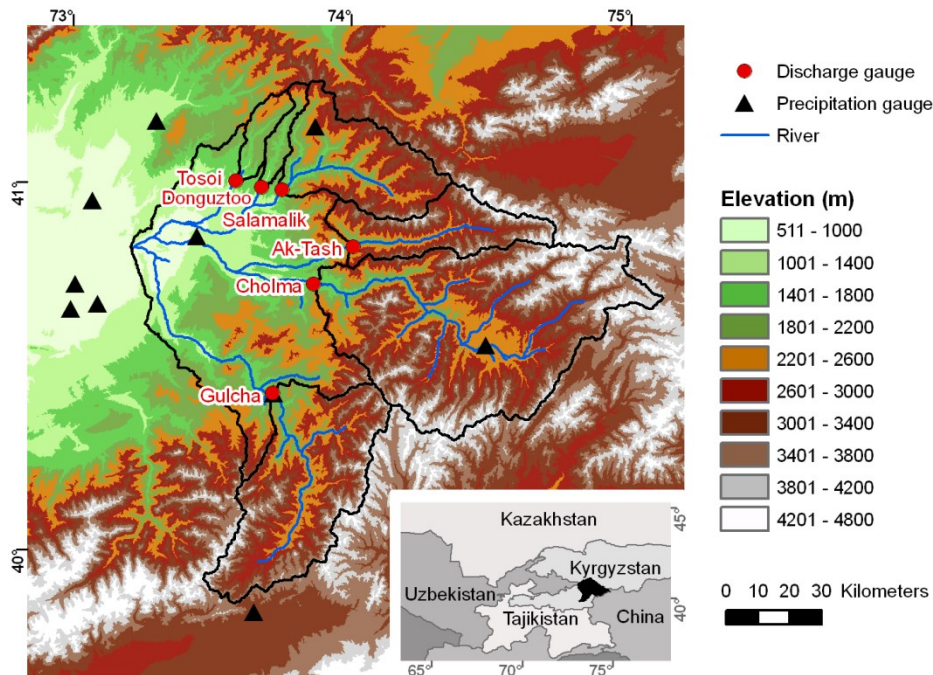 73°
74°
75°
41°
40°
41°
40°
Tosoi
Donguztoo
Salamalik
Ak-Tash
Cholma
Gulcha
Discharge gauge
Precipitation gauge
River
Elevation (m)
511 - 1000
1001 - 1400
1401 - 1800
1801 - 2200
2201 - 2600
2601 - 3000
3001 - 3400
3401 - 3800
3801 - 4200
4201 - 4800
0 10 20 30 Kilometers
Kazakhstan
Kyrgyzstan
Uzbekistan
Tajikistan
China
45°
40°
65°
70°
75°